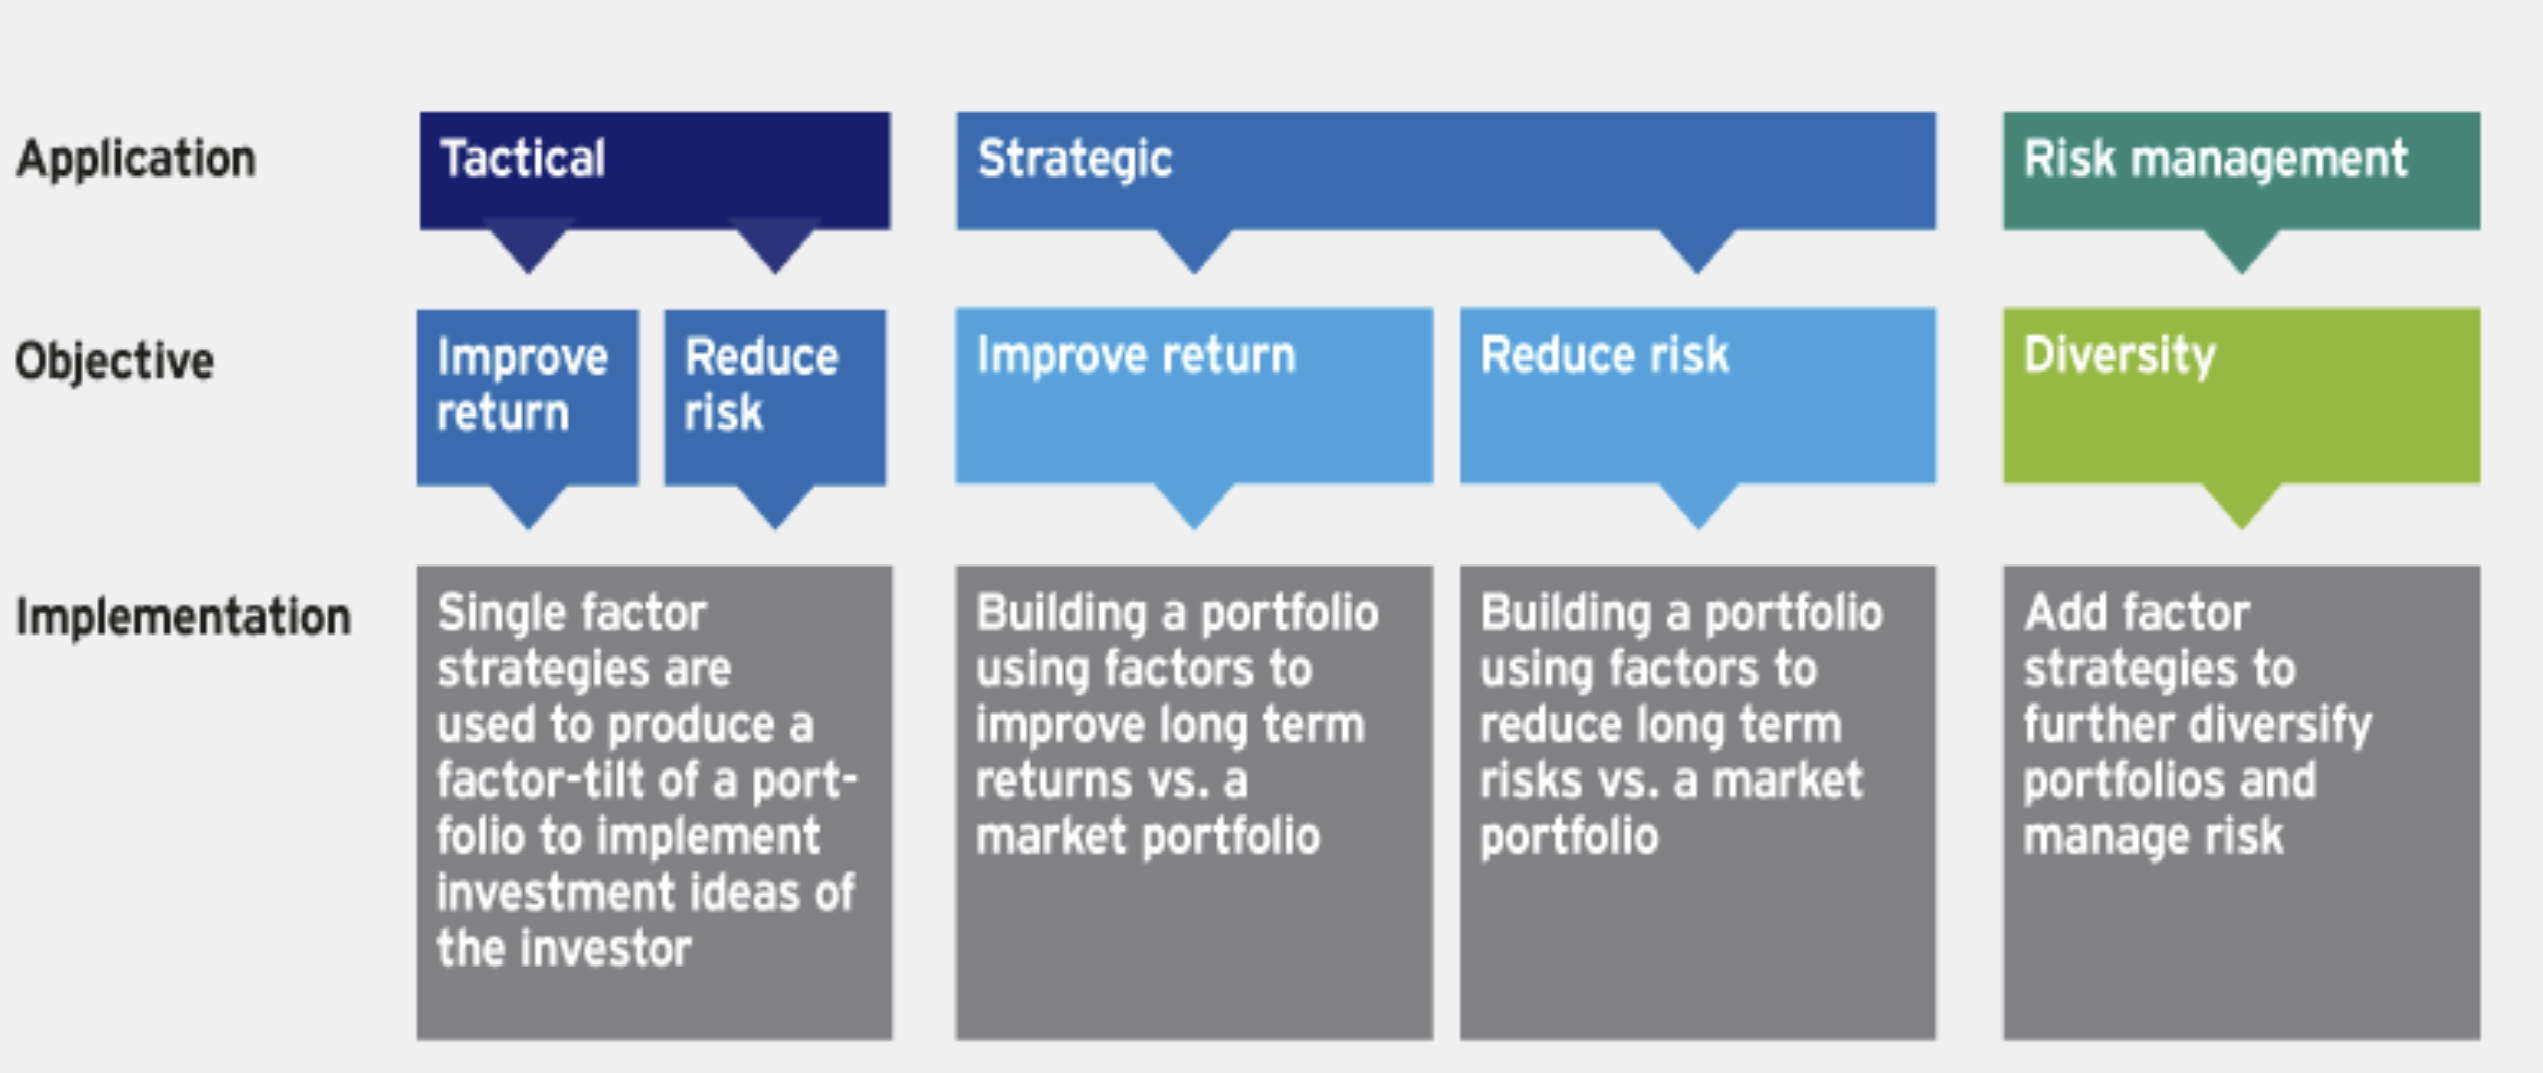 Application
Tactical
Strategic
Risk management
Objective
Improve
return
Reduce
risk
Improve return
Reduce risk
Diversity
Implementation
Single factor
strategies are
used to produce a
factor-tilt of a port-
folio to implement
investment ideas of
the investor
Building a portfolio
using factors to
improve long term
returns vs. a
market portfolio
Building a portfolio
using factors to
reduce long term
risks vs. a market
portfolio
Add factor
strategies to
further diversify
portfolios and
manage risk